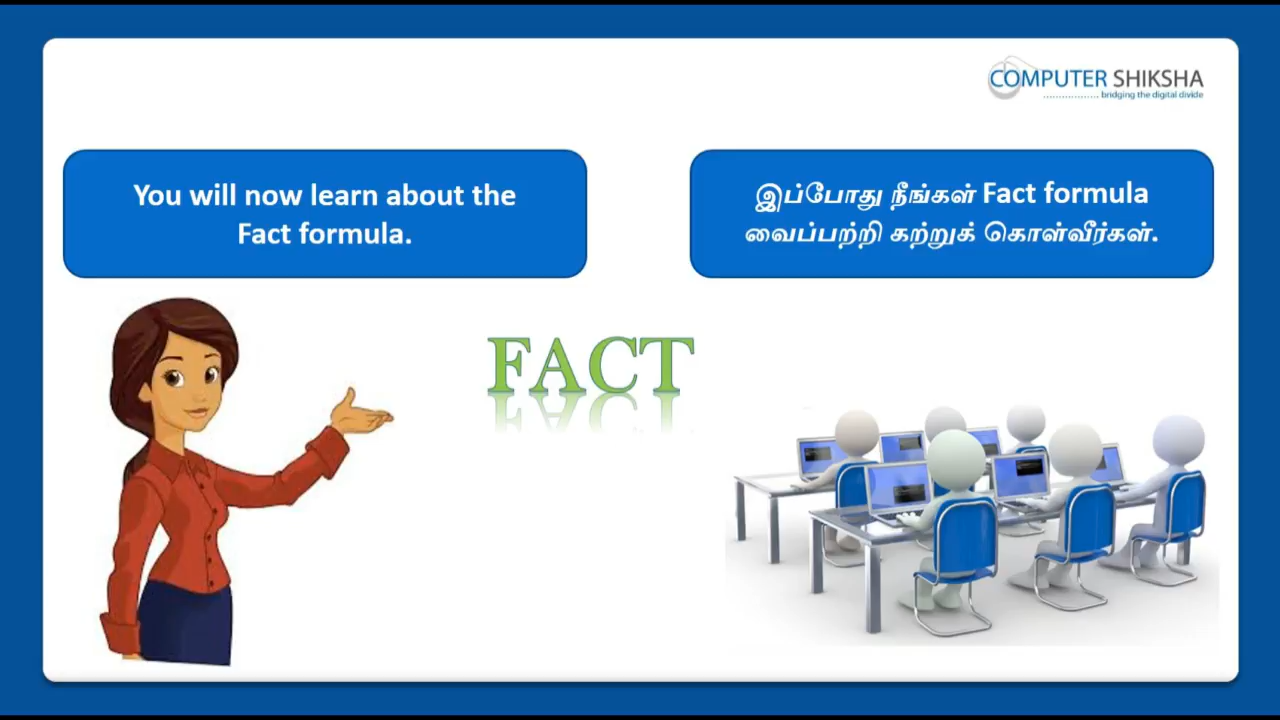 COMPUTER SHIKSHA
bridging the digital divide
You will now learn about the
Fact formula.
இப்போது நீங்கள் Fact formula
வைப்பற்றி கற்றுக் கொள்வீர்கள்.
FACT